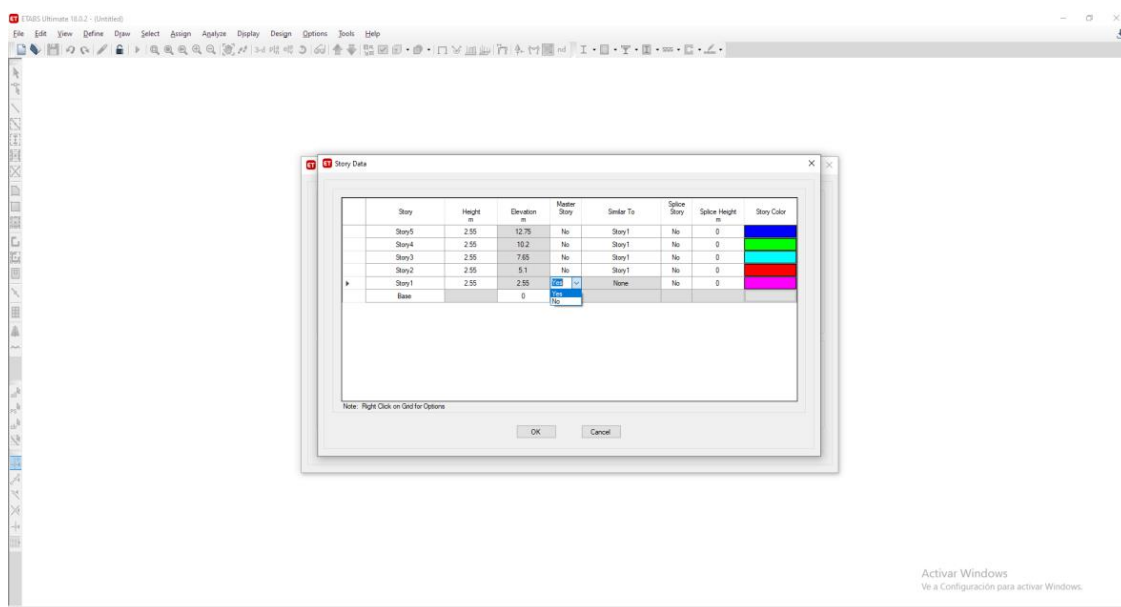 ET ETABS Ultimate 18.0.2 - (Untitled)
File Edit View Define Draw Select Assign Analyze Display Design Options Tools Help
ET ET Story Data
Story Height m Elevation m Master Story Similar To Splice Story Splice Height m Story Color
Story5 2.55 12.75 No Story1 No 0
Story4 2.55 10.2 No Story1 No 0
Story3 2.55 7.65 No Story1 No 0
Story2 2.55 5.1 No Story1 No 0
Story1 2.55 2.55 Yes None No 0
Base 0 Yes
No
Note: Right Click on Grid for Options
OK Cancel
Activar Windows
Ve a Configuración para activar Windows.